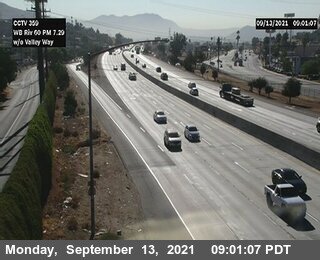 CCTV 359
WB Rir 60 PM 7.29
w/o Valley Way
09/13/2021 09:01:07
Monday, September 13, 2021 09:01:07 PDT